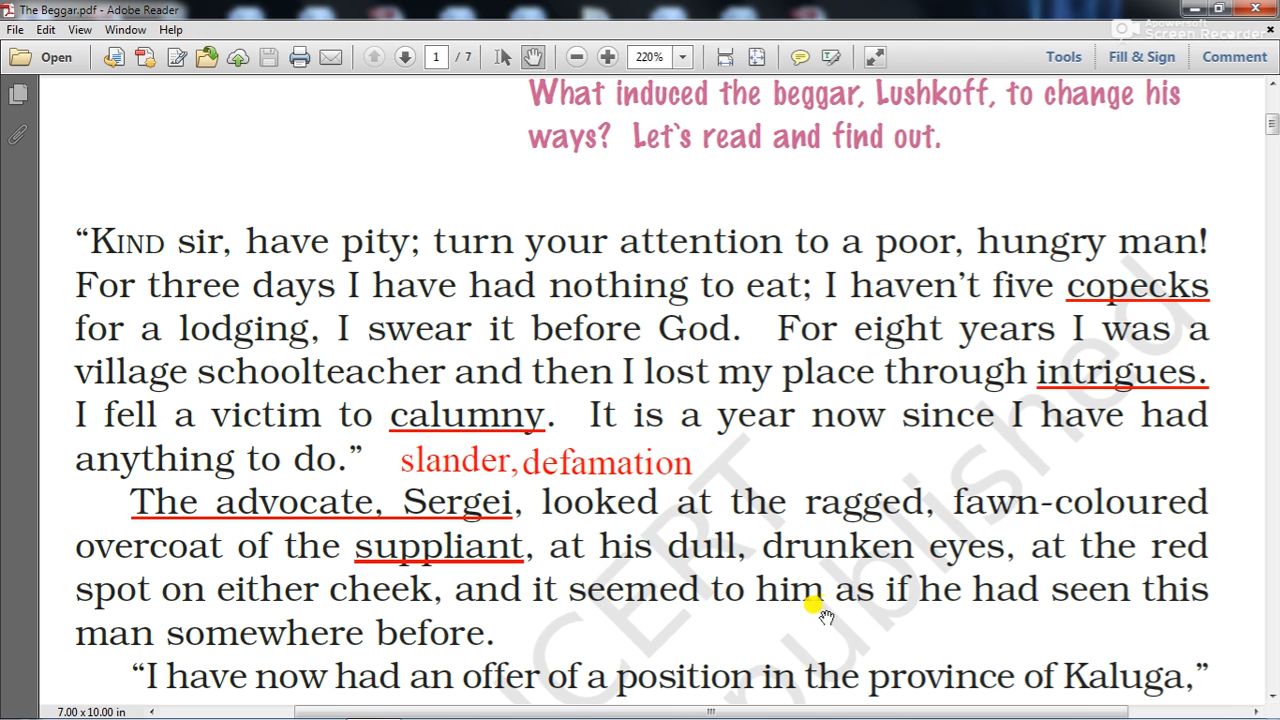 The Beggar.pdf - Adobe Reader
File Edit View Window Help
Apowersoft
Screen Recorder
Open 1 / 7 220% Tools Fill & Sign Comment
What induced the beggar, Lushkoff, to change his
ways? Let`s read and find out.
“KIND sir, have pity; turn your attention to a poor, hungry man!
For three days I have had nothing to eat; I haven’t five copecks
for a lodging, I swear it before God. For eight years I was a
village schoolteacher and then I lost my place through intrigues.
I fell a victim to calumny. It is a year now since I have had
anything to do.” slander, defamation
The advocate, Sergei, looked at the ragged, fawn-coloured
overcoat of the suppliant, at his dull, drunken eyes, at the red
spot on either cheek, and it seemed to him as if he had seen this
man somewhere before.
“I have now had an offer of a position in the province of Kaluga,”
NCERT
published
7.00 x 10.00 in